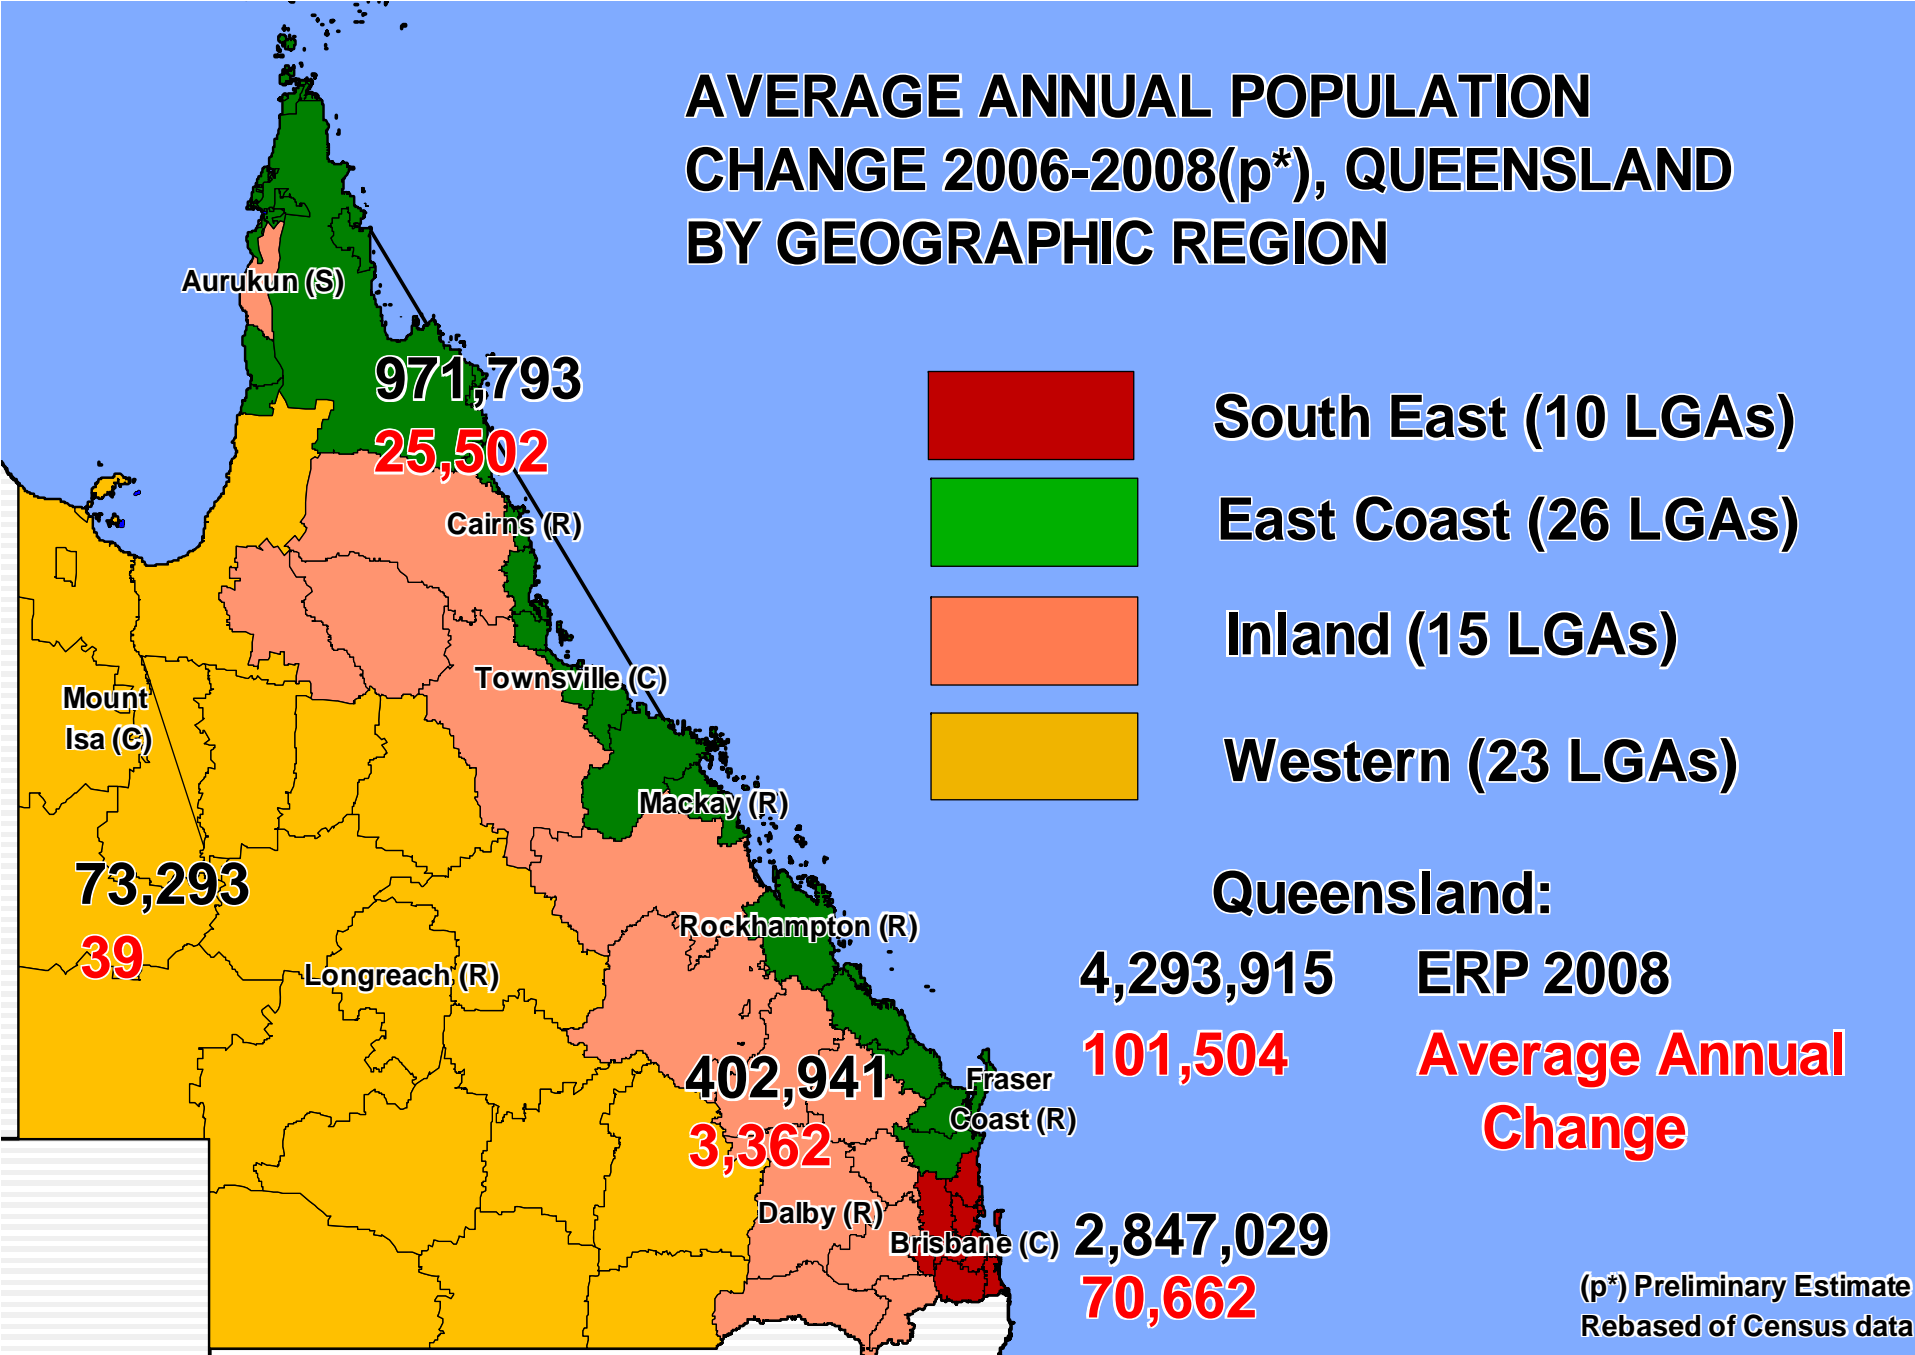 AVERAGE ANNUAL POPULATION
CHANGE 2006-2008(p*), QUEENSLAND
BY GEOGRAPHIC REGION
Aurukun (S)
971,793
25,502
Cairns (R)
Townsville (C)
Mount
Isa (C)
Mackay (R)
73,293
39
Rockhampton (R)
Longreach (R)
402,941
3,362
Fraser
Coast (R)
Dalby (R)
Brisbane (C)
2,847,029
70,662
South East (10 LGAs)
East Coast (26 LGAs)
Inland (15 LGAs)
Western (23 LGAs)
Queensland:
4,293,915 ERP 2008
101,504 Average Annual
Change
(p*) Preliminary Estimate
Rebased of Census data